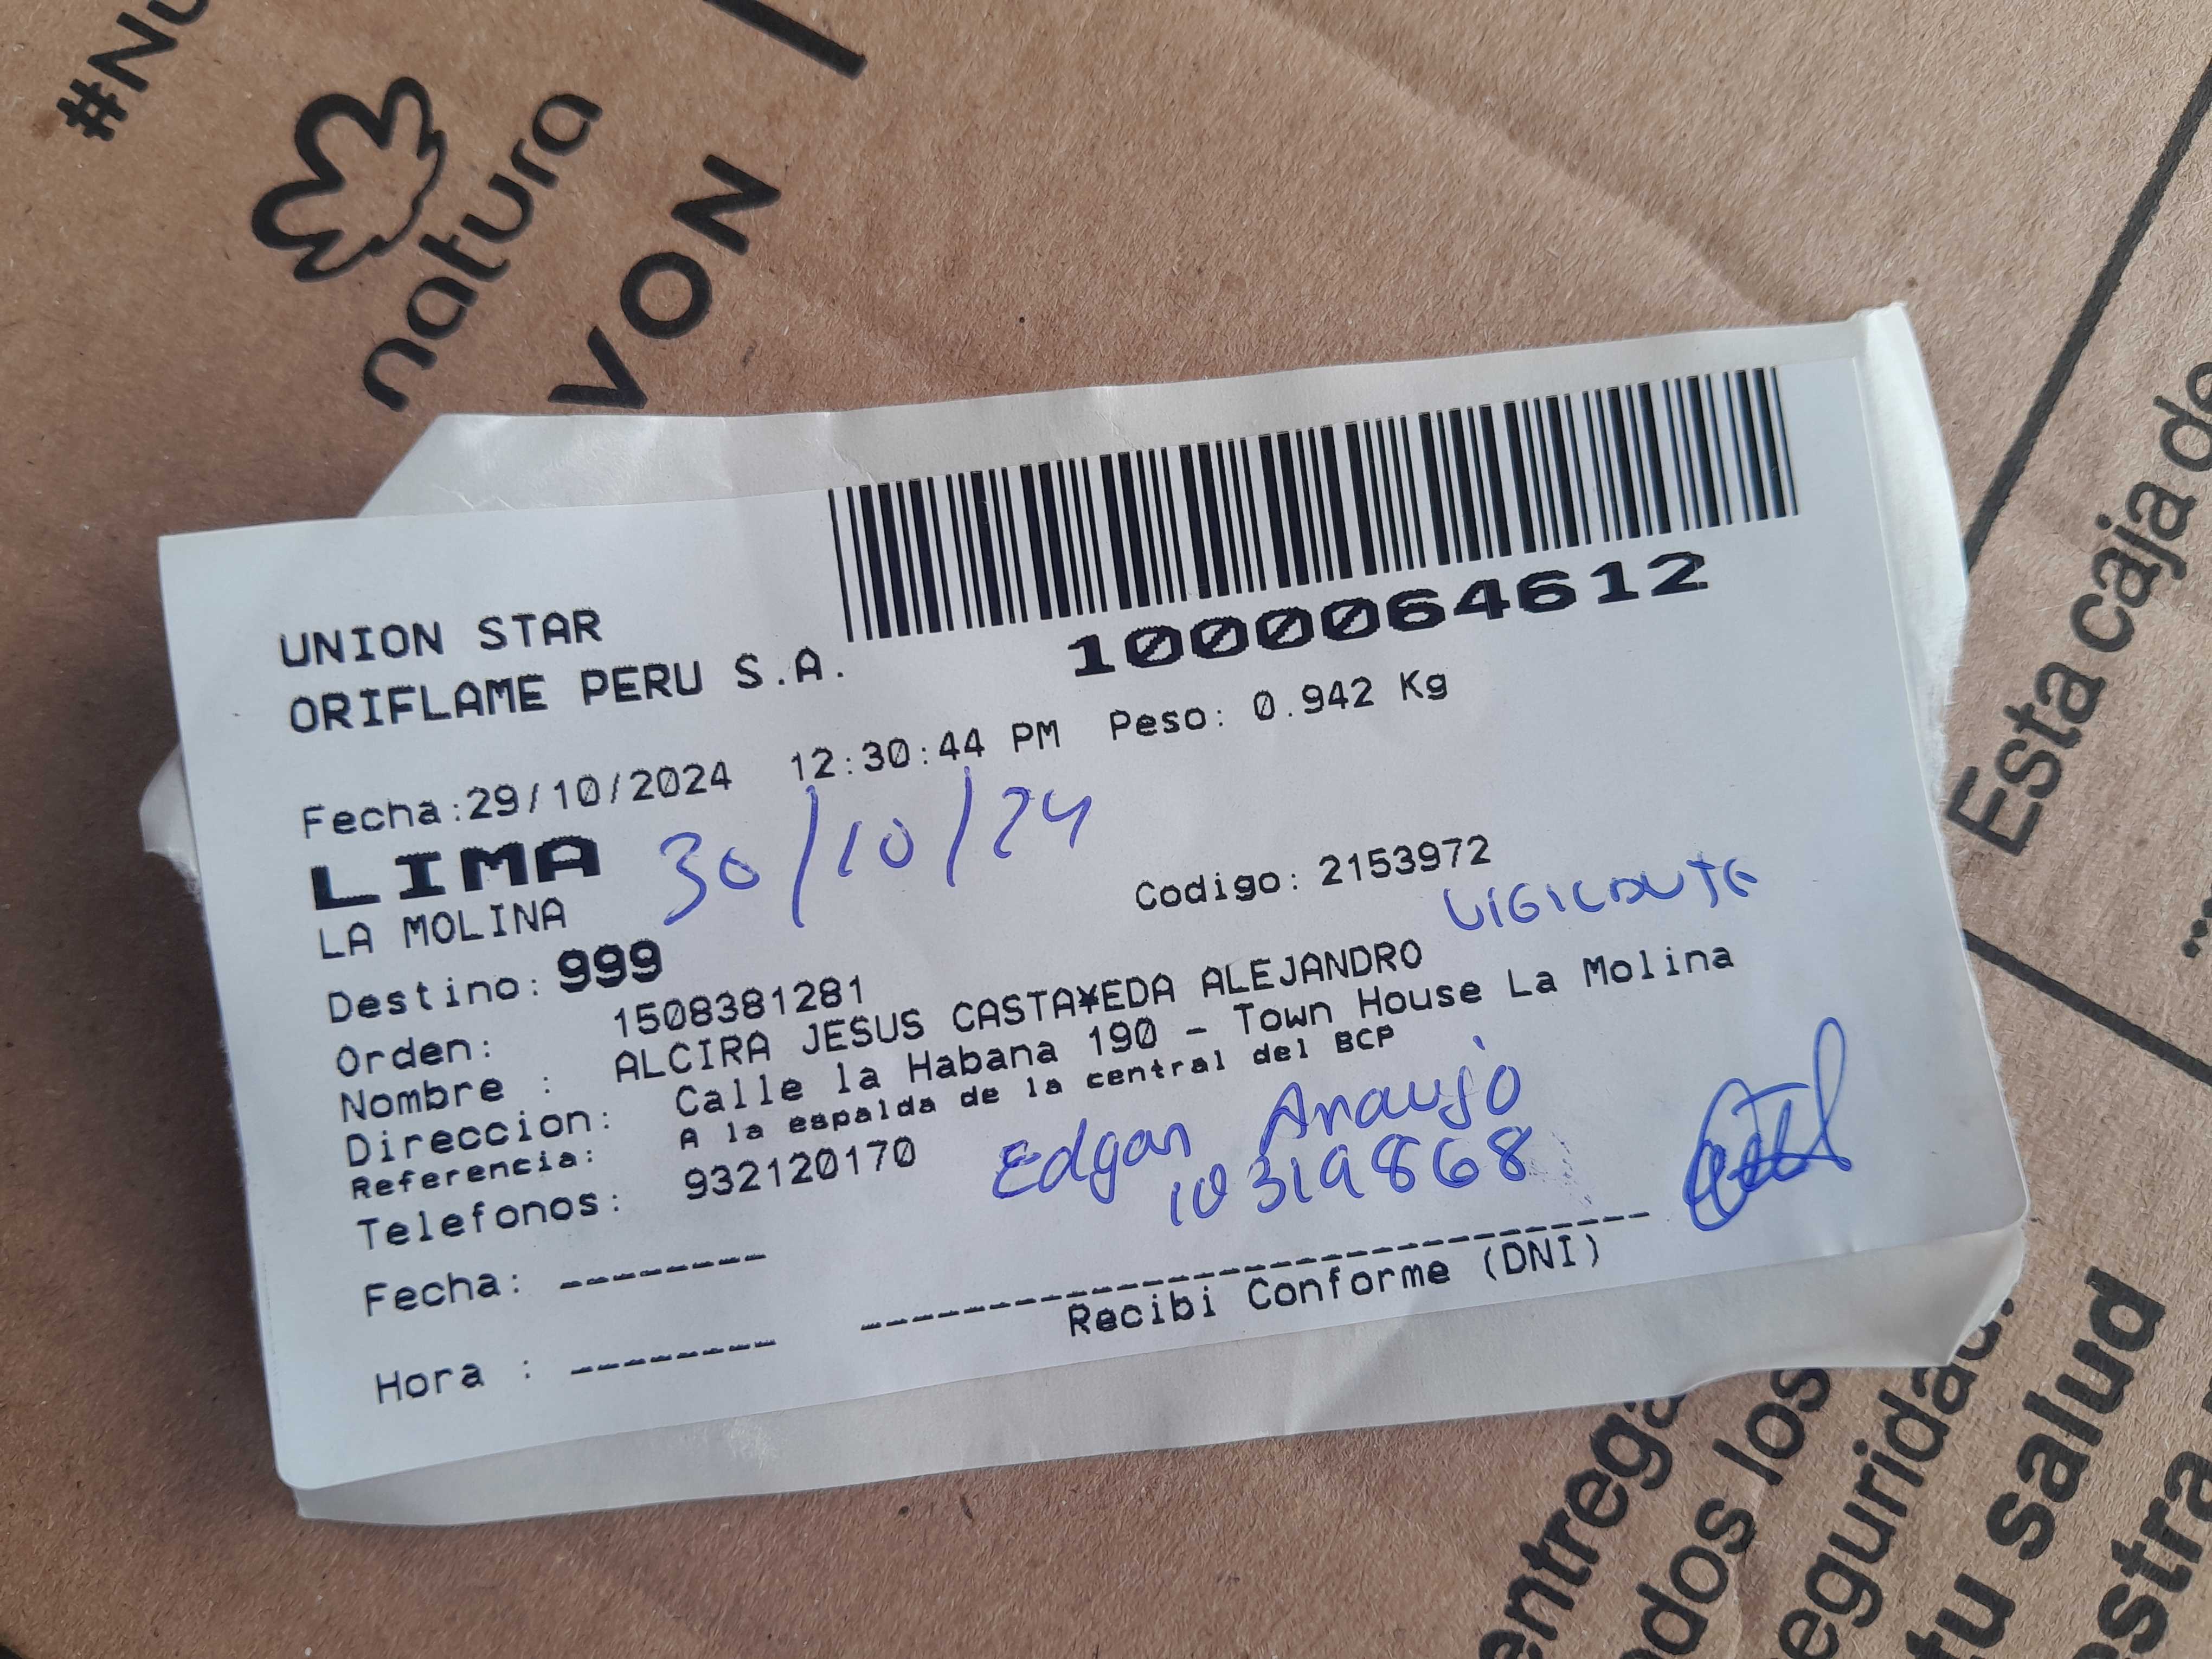 #Nu
natura
VON
UNION STAR
ORIFLAME PERU S.A.
1000064612
Fecha:29/10/2024 12:30:44 PM Peso: 0.942 Kg
LIMA
30/10/24
LA MOLINA
Codigo: 2153972
VIGILANTE
Destino: 999
Orden: 1508381281
Nombre : ALCIRA JESUS CASTA¥EDA ALEJANDRO
Direccion: Calle la Habana 190 - Town House La Molina
Referencia: A la espalda de la central del BCP
Telefonos: 932120170
Edgar Araujo
10319868
Fecha: --------
Recibi Conforme (DNI)
Hora : --------
Esta caja de
entrega
dos los
seguridad.
tu salud
estra